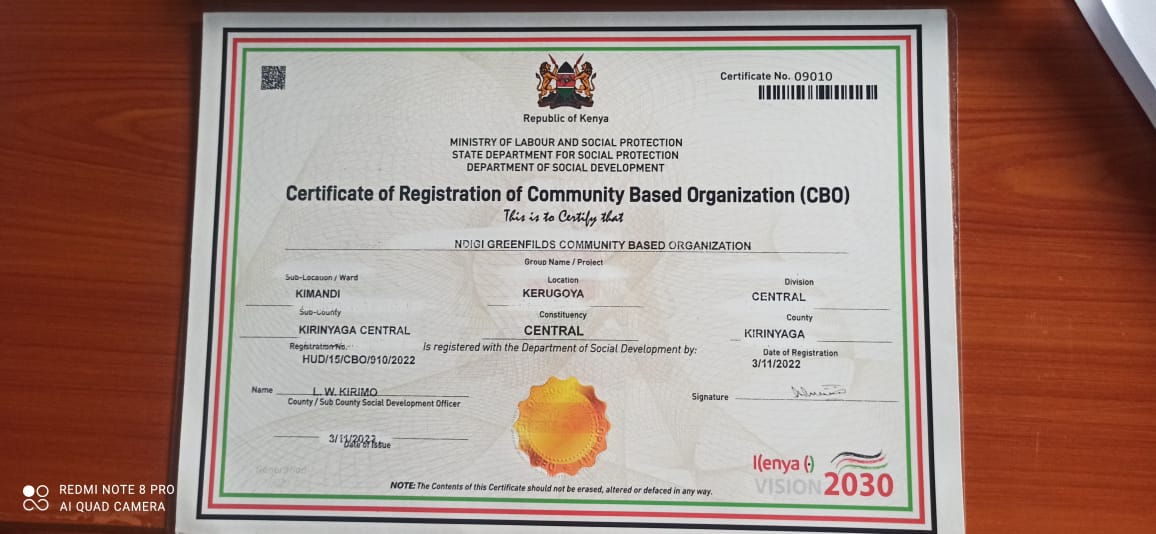 Certificate No. 09010
Republic of Kenya
MINISTRY OF LABOUR AND SOCIAL PROTECTION
STATE DEPARTMENT FOR SOCIAL PROTECTION
DEPARTMENT OF SOCIAL DEVELOPMENT
Certificate of Registration of Community Based Organization (CBO)
This is to Certify that
NDIGI GREENFILDS COMMUNITY BASED ORGANIZATION
Group Name / Project
Sub-Location / Ward Location Division
KIMANDI KERUGOYA CENTRAL
Sub-County Constituency County
KIRINYAGA CENTRAL CENTRAL KIRINYAGA
Registration No. Is registered with the Department of Social Development by: Date of Registration
HUD/15/CBO/910/2022 3/11/2022
Name L. W. KIRIMO Signature
County / Sub County Social Development Officer
3/11/2022
Date of Issue
Generation
Kenya
VISION 2030
NOTE: The Contents of this Certificate should not be erased, altered or defaced in any way.
REDMI NOTE 8 PRO
AI QUAD CAMERA